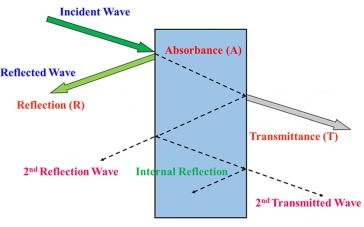 Incident Wave
Absorbance (A)
Reflected Wave
Reflection (R)
Transmittance (T)
2nd Reflection Wave
Internal Reflection
2nd Transmitted Wave